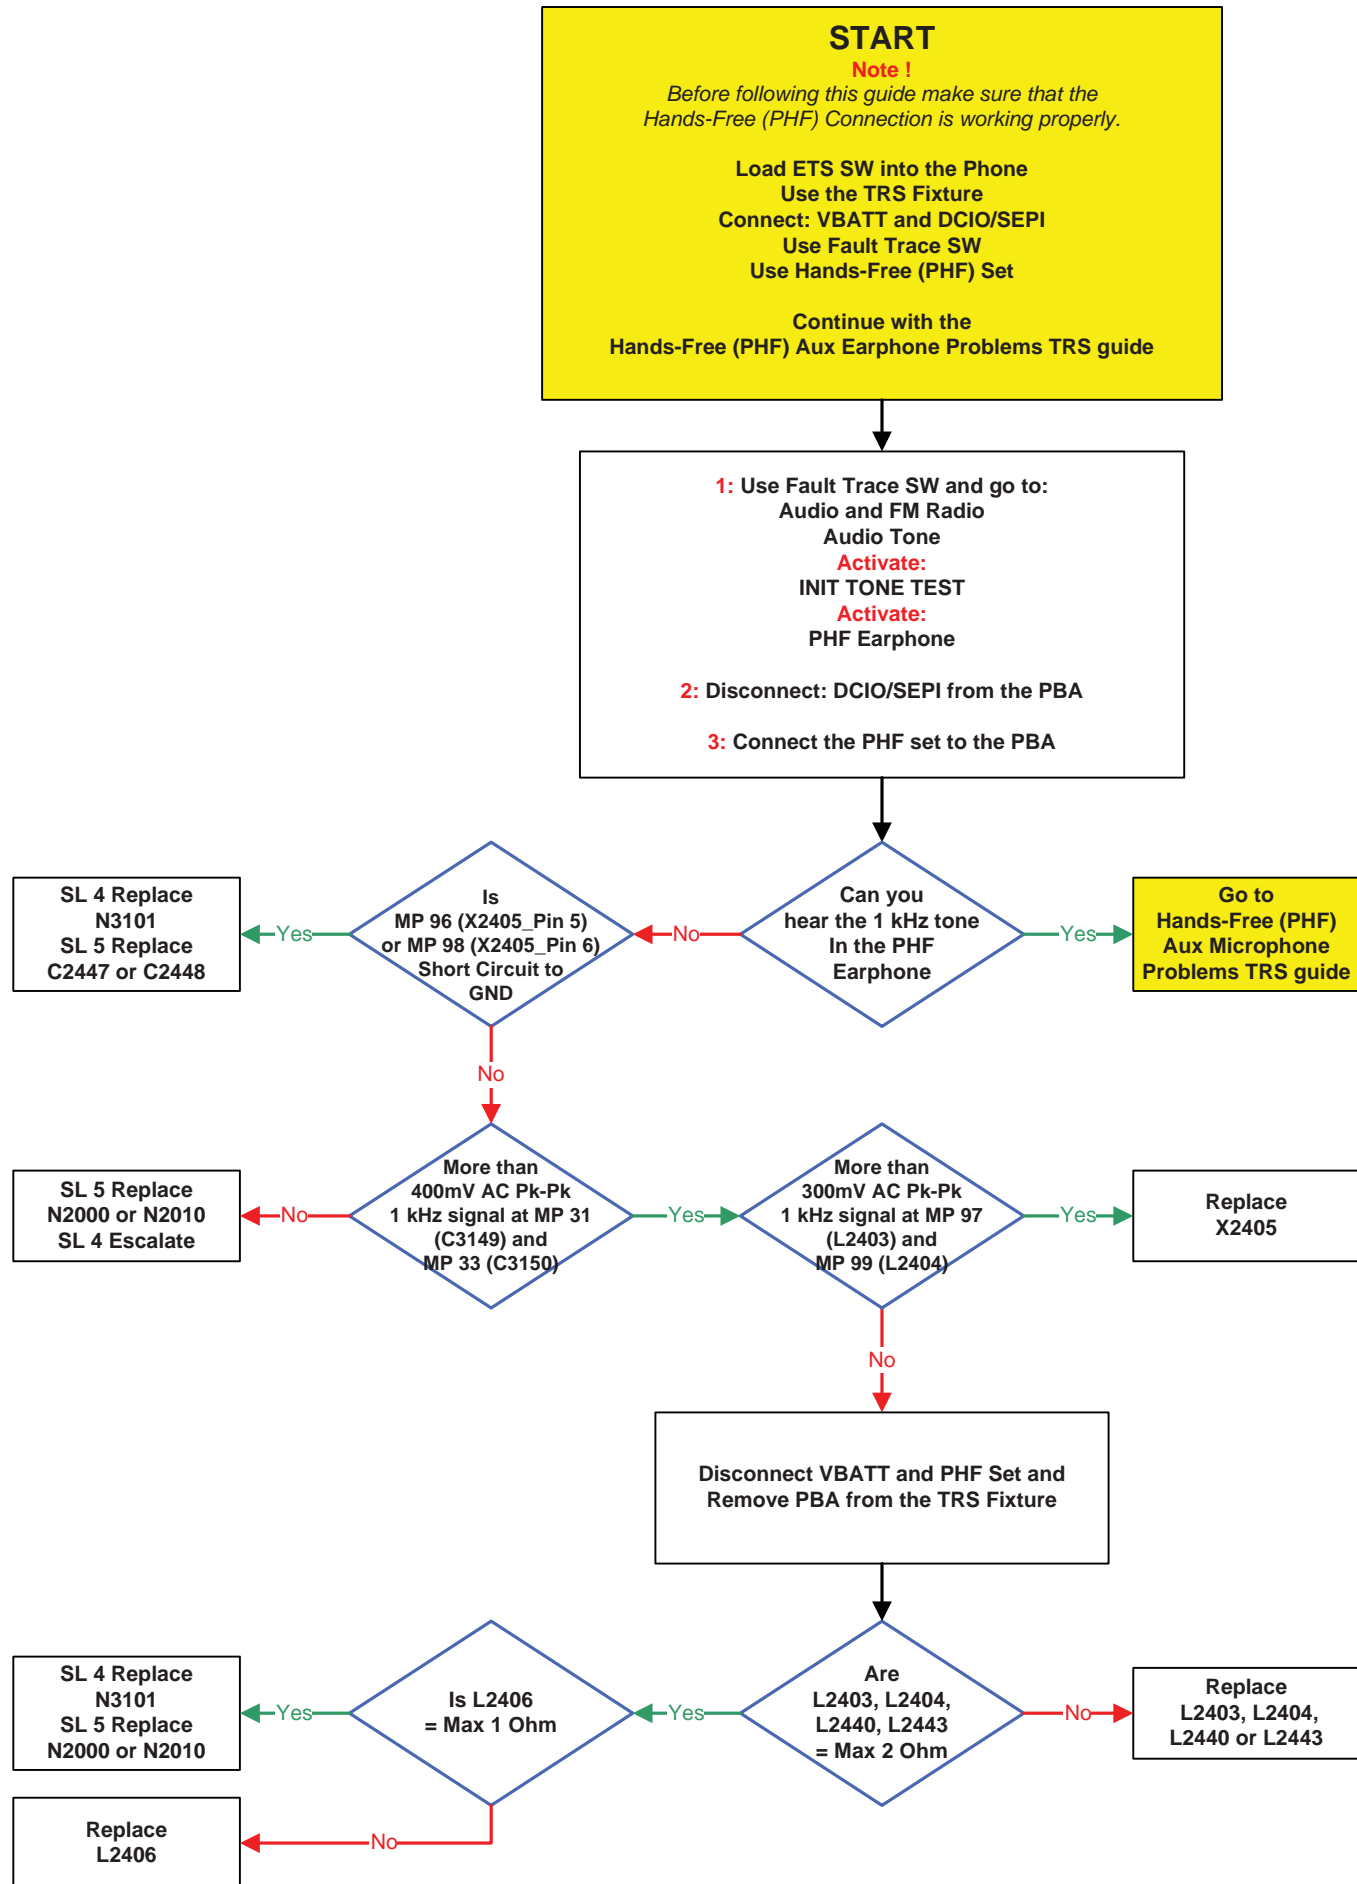 START
Note !
Before following this guide make sure that the
Hands-Free (PHF) Connection is working properly.
Load ETS SW into the Phone
Use the TRS Fixture
Connect: VBATT and DCIO/SEPI
Use Fault Trace SW
Use Hands-Free (PHF) Set
Continue with the
Hands-Free (PHF) Aux Earphone Problems TRS guide
1: Use Fault Trace SW and go to:
Audio and FM Radio
Audio Tone
Activate:
INIT TONE TEST
Activate:
PHF Earphone
2: Disconnect: DCIO/SEPI from the PBA
3: Connect the PHF set to the PBA
SL 4 Replace
N3101
SL 5 Replace
C2447 or C2448
Yes
Is
MP 96 (X2405_Pin 5)
or MP 98 (X2405_Pin 6)
Short Circuit to
GND
No
Can you
hear the 1 kHz tone
In the PHF
Earphone
Yes
Go to
Hands-Free (PHF)
Aux Microphone
Problems TRS guide
No
SL 5 Replace
N2000 or N2010
SL 4 Escalate
No
More than
400mV AC Pk-Pk
1 kHz signal at MP 31
(C3149) and
MP 33 (C3150)
Yes
More than
300mV AC Pk-Pk
1 kHz signal at MP 97
(L2403) and
MP 99 (L2404)
Yes
Replace
X2405
No
Disconnect VBATT and PHF Set and
Remove PBA from the TRS Fixture
SL 4 Replace
N3101
SL 5 Replace
N2000 or N2010
Yes
Is L2406
= Max 1 Ohm
Yes
Are
L2403, L2404,
L2440, L2443
= Max 2 Ohm
No
Replace
L2403, L2404,
L2440 or L2443
Replace
L2406
No